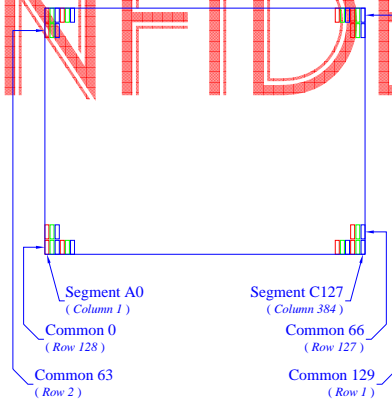 NFID
Segment A0
( Column 1 )
Segment C127
( Column 384 )
Common 0
( Row 128 )
Common 66
( Row 127 )
Common 63
( Row 2 )
Common 129
( Row 1 )